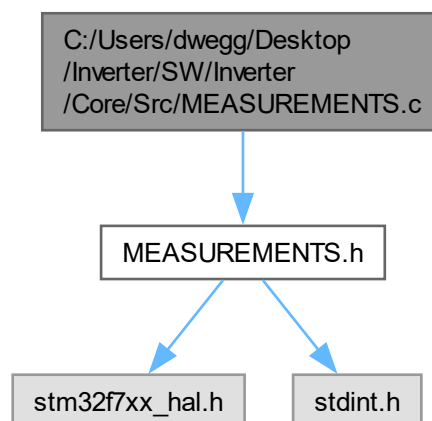 C:/Users/dwegg/Desktop
/Inverter/SW/Inverter
/Core/Src/MEASUREMENTS.c
MEASUREMENTS.h
stm32f7xx_hal.h
stdint.h